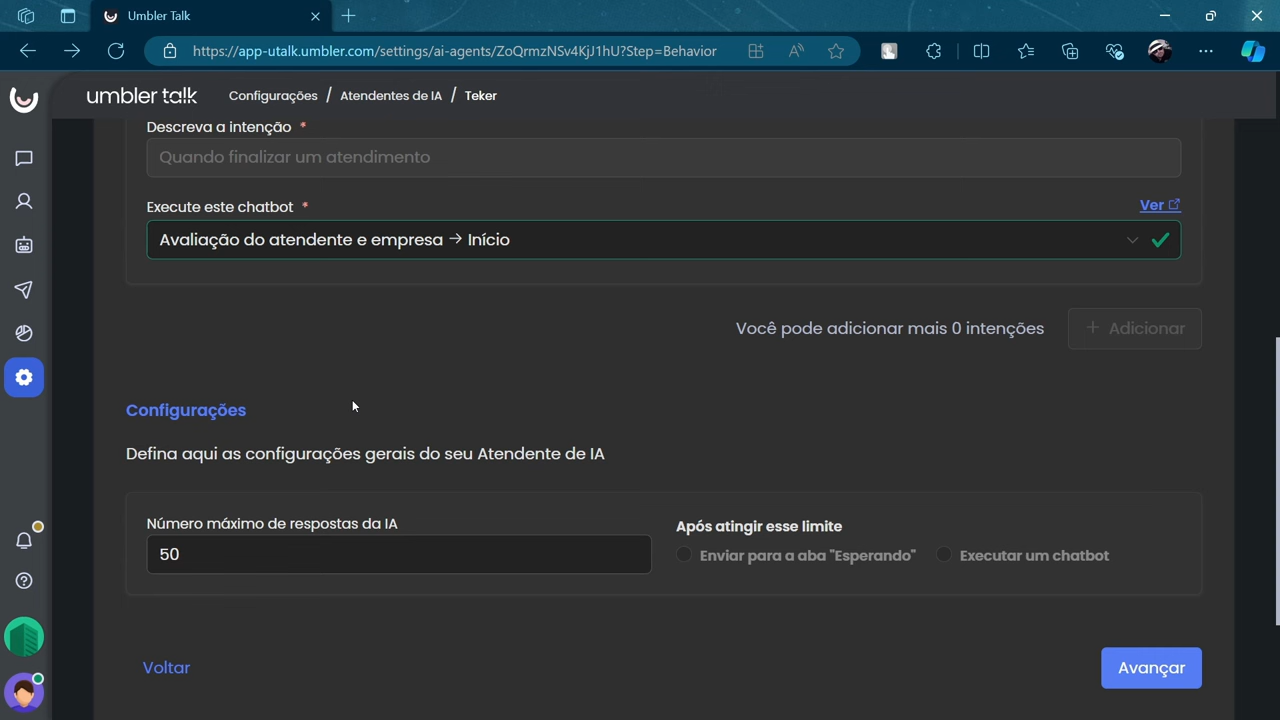 Umbler Talk
https://app-utalk.umbler.com/settings/ai-agents/ZoQrmzNSv4KjJ1hU?Step=Behavior
umbler talk Configurações / Atendentes de IA / Teker
Descreva a intenção *
Quando finalizar um atendimento
Execute este chatbot * Ver
Avaliação do atendente e empresa → Início
Você pode adicionar mais 0 intenções + Adicionar
Configurações
Defina aqui as configurações gerais do seu Atendente de IA
Número máximo de respostas da IA Após atingir esse limite
50 Enviar para a aba "Esperando" Executar um chatbot
Voltar Avançar